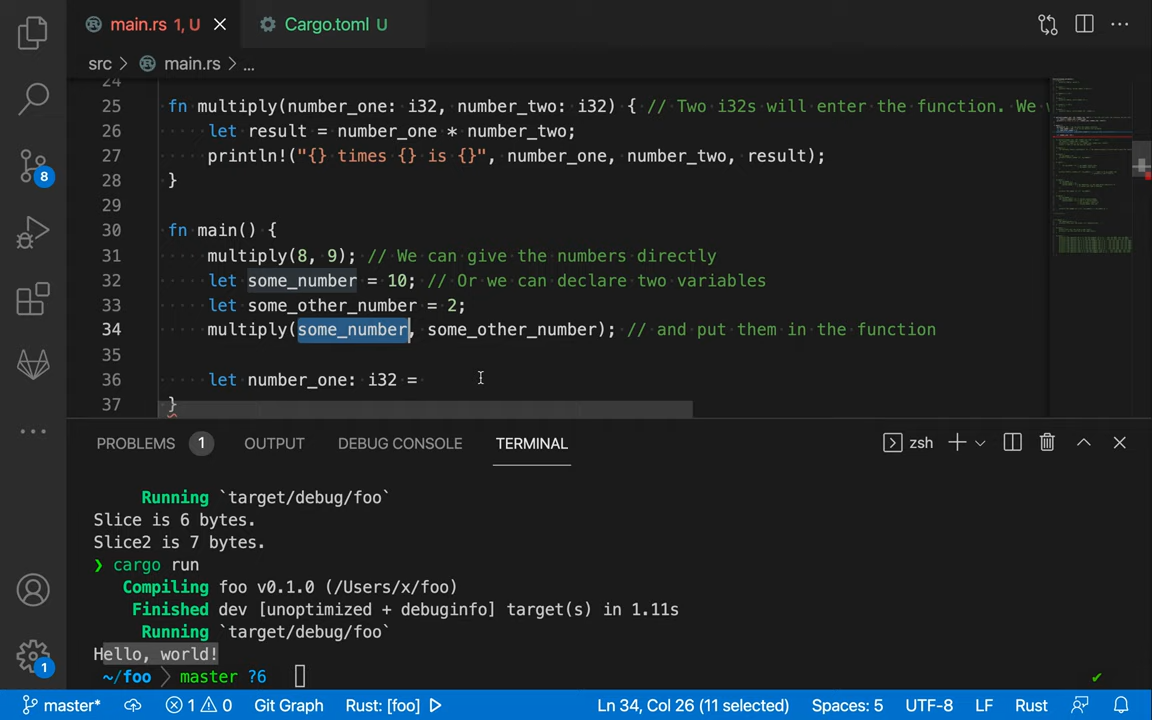 main.rs 1, U
Cargo.toml U
src > main.rs > ...
24
25 fn multiply(number_one: i32, number_two: i32) { // Two i32s will enter the function. We
26 let result = number_one * number_two;
27 println!("{} times {} is {}", number_one, number_two, result);
28 }
29
30 fn main() {
31 multiply(8, 9); // We can give the numbers directly
32 let some_number = 10; // Or we can declare two variables
33 let some_other_number = 2;
34 multiply(some_number, some_other_number); // and put them in the function
35
36 let number_one: i32 =
37 }
8
PROBLEMS 1 OUTPUT DEBUG CONSOLE TERMINAL zsh
Running `target/debug/foo`
Slice is 6 bytes.
Slice2 is 7 bytes.
❯ cargo run
Compiling foo v0.1.0 (/Users/x/foo)
Finished dev [unoptimized + debuginfo] target(s) in 1.11s
Running `target/debug/foo`
Hello, world!
~/foo master ?6
1
master* 1 0 Git Graph Rust: [foo] Ln 34, Col 26 (11 selected) Spaces: 5 UTF-8 LF Rust